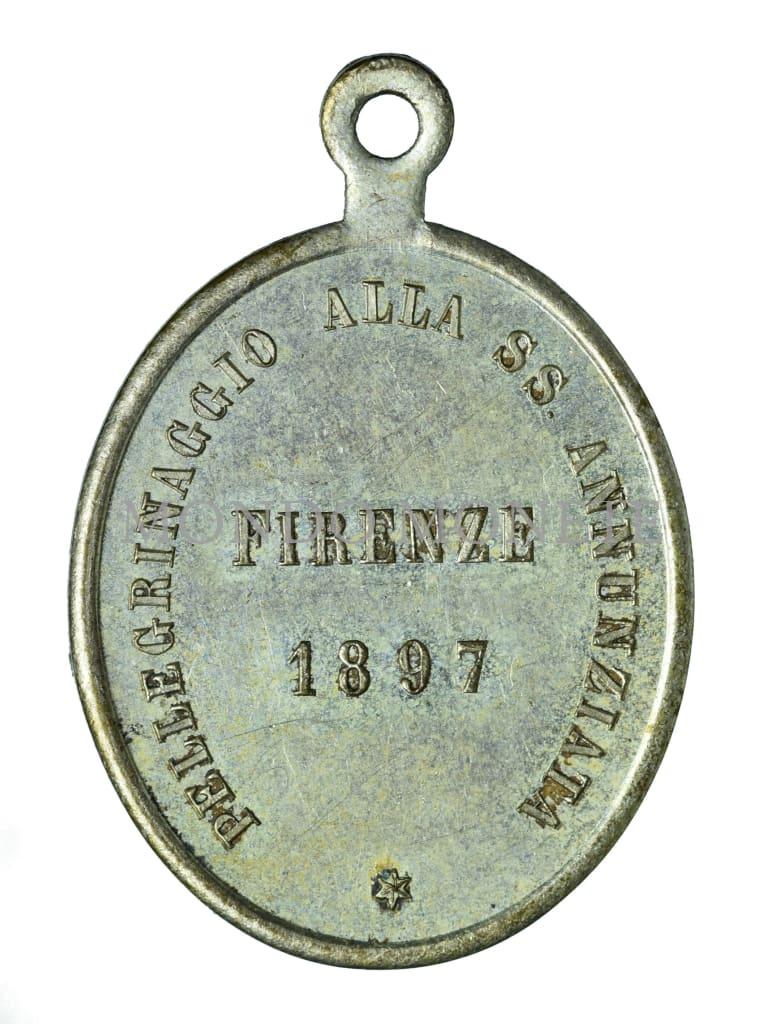 PELLEGRINAGGIO ALLA SS. ANNUNZIATA
FIRENZE
1897